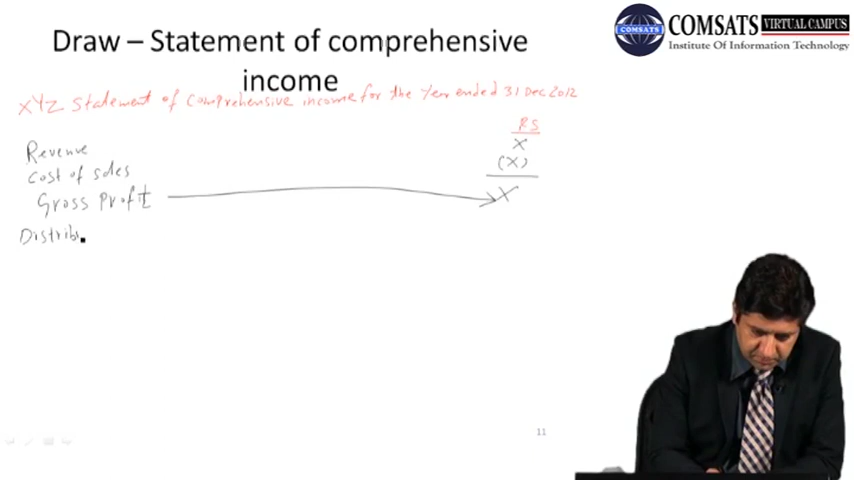 Draw – Statement of comprehensive
income
COMSATS
COMSATS VIRTUAL CAMPUS
Institute Of Information Technology
XYZ Statement of comprehensive income for the Year ended 31 Dec 2012
RS
Revenue X
Cost of sales (X)
Gross Profit X
Distrib
11